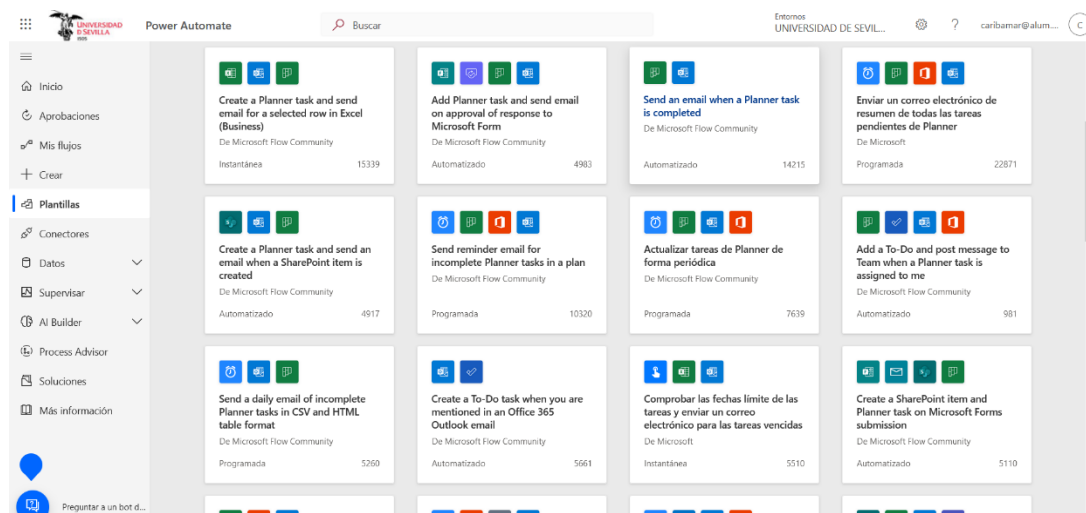 UNIVERSIDAD
D SEVILLA
Power Automate
Buscar
Entornos
UNIVERSIDAD DE SEVIL...
?
caribamar@alum....
C
Inicio
Aprobaciones
Mis flujos
Crear
Plantillas
Conectores
Datos
Supervisar
AI Builder
Process Advisor
Soluciones
Más información
Preguntar a un bot d...
Create a Planner task and send
email for a selected row in Excel
(Business)
De Microsoft Flow Community
Instantánea 15339
Add Planner task and send email
on approval of response to
Microsoft Form
De Microsoft Flow Community
Automatizado 4983
Send an email when a Planner task
is completed
De Microsoft Flow Community
Automatizado 14215
Enviar un correo electrónico de
resumen de todas las tareas
pendientes de Planner
De Microsoft
Programada 22871
Create a Planner task and send an
email when a SharePoint item is
created
De Microsoft Flow Community
Automatizado 4917
Send reminder email for
incomplete Planner tasks in a plan
De Microsoft Flow Community
Programada 10320
Actualizar tareas de Planner de
forma periódica
De Microsoft Flow Community
Programada 7639
Add a To-Do and post message to
Team when a Planner task is
assigned to me
De Microsoft Flow Community
Automatizado 981
Send a daily email of incomplete
Planner tasks in CSV and HTML
table format
De Microsoft Flow Community
Programada 5260
Create a To-Do task when you are
mentioned in an Office 365
Outlook email
De Microsoft Flow Community
Automatizado 5661
Comprobar las fechas límite de las
tareas y enviar un correo
electrónico para las tareas vencidas
De Microsoft
Instantánea 5510
Create a SharePoint item and
Planner task on Microsoft Forms
submission
De Microsoft Flow Community
Automatizado 5110